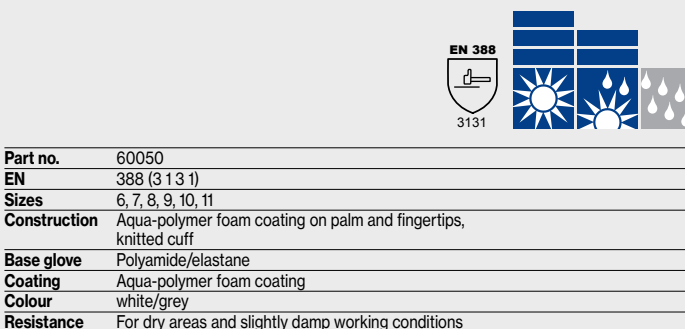 EN 388
3131
Part no. 60050
EN 388 (3 1 3 1)
Sizes 6, 7, 8, 9, 10, 11
Construction Aqua-polymer foam coating on palm and fingertips,
knitted cuff
Base glove Polyamide/elastane
Coating Aqua-polymer foam coating
Colour white/grey
Resistance For dry areas and slightly damp working conditions